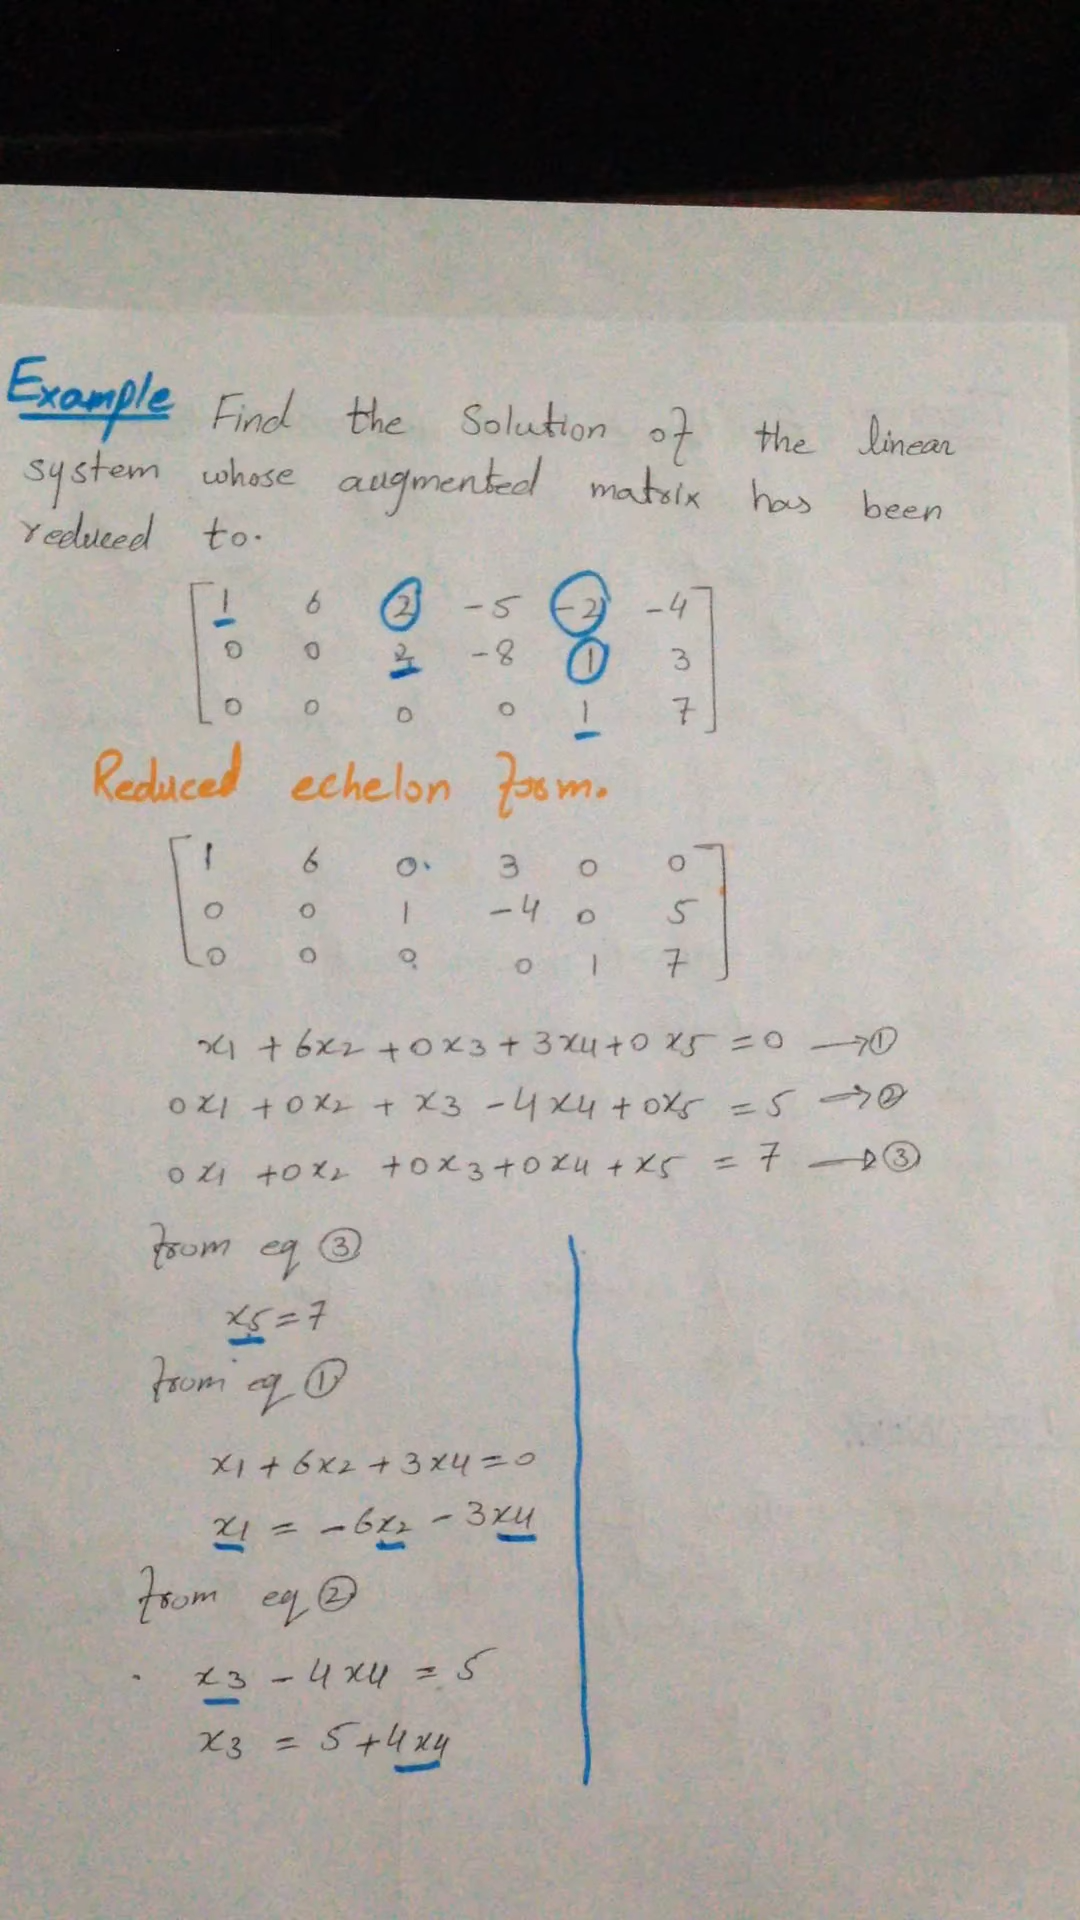 Example Find the Solution of the linear
system whose augmented matrix has been
reduced to.
1 6 2 -5 -2 -4
0 0 2 -8 1 3
0 0 0 0 1 7
Reduced echelon form.
1 6 0 3 0 0
0 0 1 -4 0 5
0 0 0 0 1 7
x1 + 6x2 + 0x3 + 3x4 + 0x5 = 0 → ①
0x1 + 0x2 + x3 - 4x4 + 0x5 = 5 → ②
0x1 + 0x2 + 0x3 + 0x4 + x5 = 7 → ③
from eq ③
x5 = 7
from eq ①
x1 + 6x2 + 3x4 = 0
x1 = -6x2 - 3x4
from eq ②
x3 - 4x4 = 5
x3 = 5 + 4x4